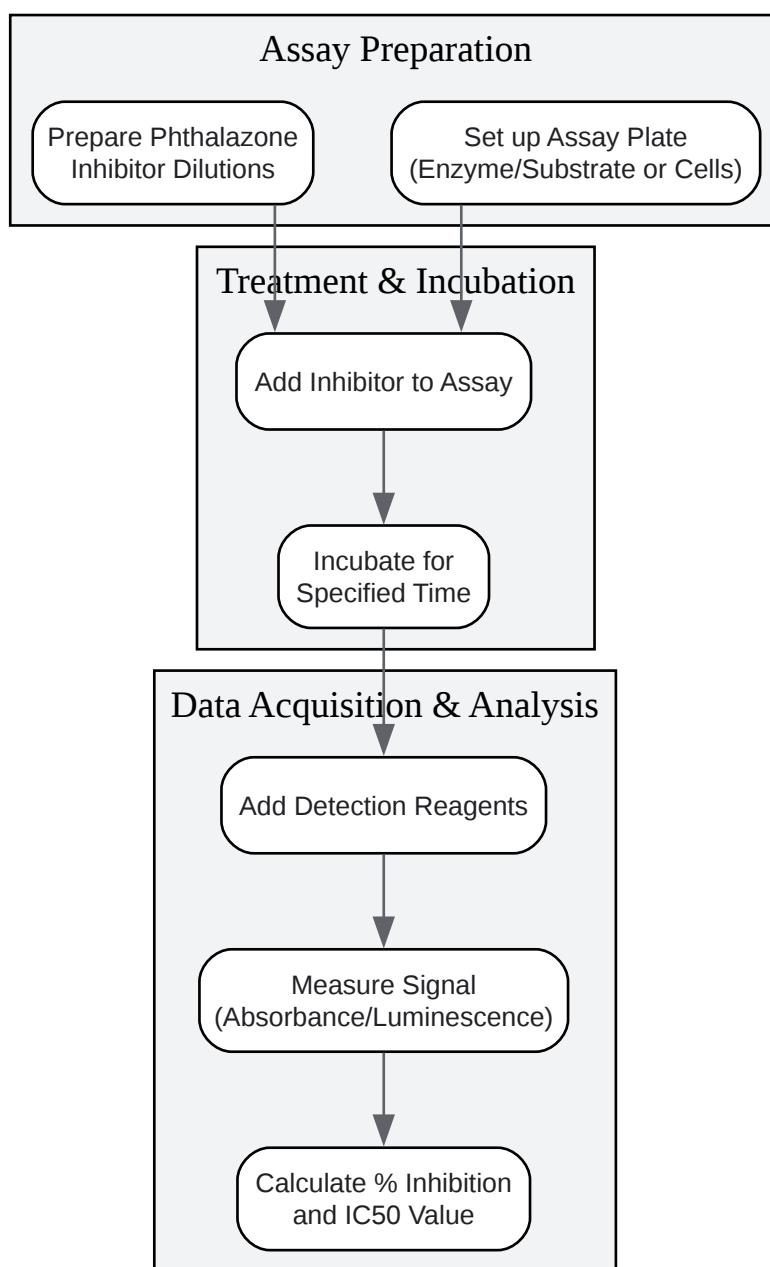 Assay Preparation
Prepare Phthalazone
Inhibitor Dilutions
Set up Assay Plate
(Enzyme/Substrate or Cells)
Treatment & Incubation
Add Inhibitor to Assay
Incubate for
Specified Time
Data Acquisition & Analysis
Add Detection Reagents
Measure Signal
(Absorbance/Luminescence)
Calculate % Inhibition
and IC50 Value